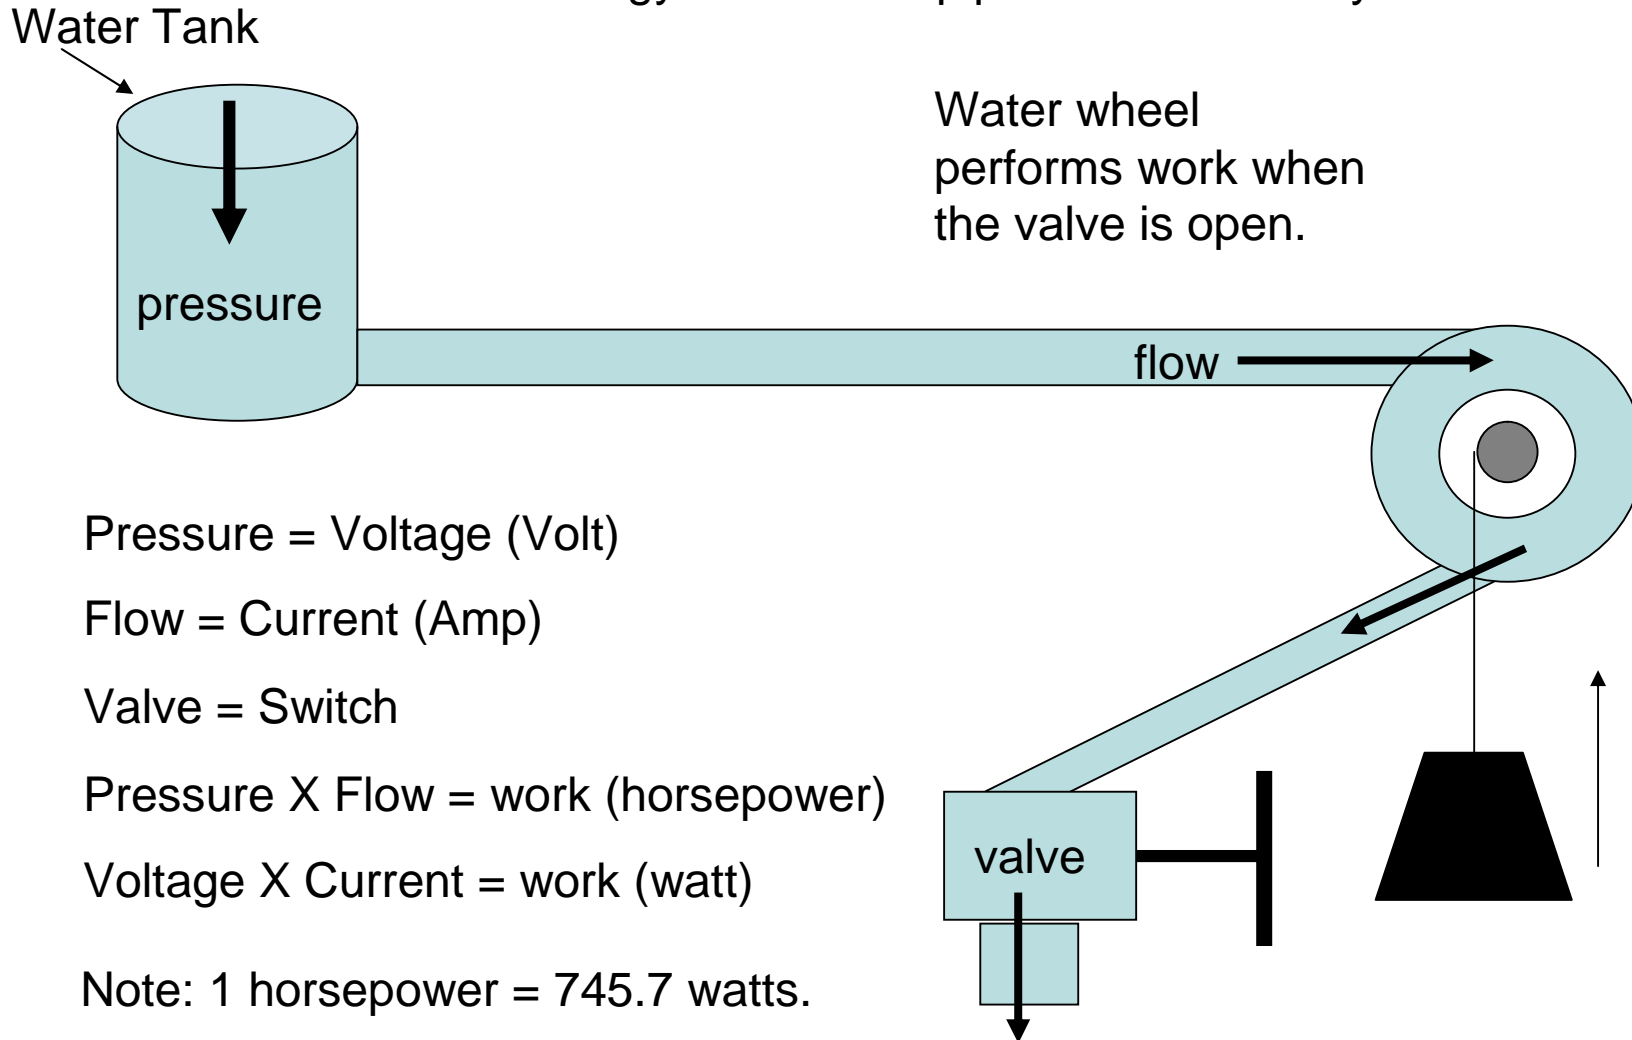 Water Tank
Water wheel
performs work when
the valve is open.
pressure
flow
Pressure = Voltage (Volt)
Flow = Current (Amp)
Valve = Switch
Pressure X Flow = work (horsepower)
Voltage X Current = work (watt)
valve
Note: 1 horsepower = 745.7 watts.